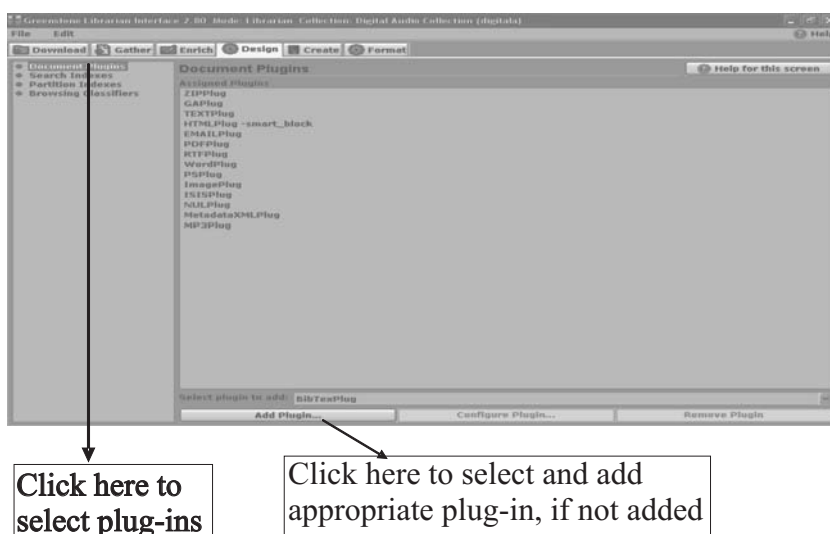 Greenstone Librarian Interface 2.80 Mode: Librarian Collection: Digital Audio Collection (digitala)
File Edit Help
Download Gather Enrich Design Create Format
Document Plugins
Search Indexes
Partition Indexes
Browsing Classifiers
Document Plugins Help for this screen
Assigned Plugins
ZIPPlug
GAPlug
TEXTPlug
HTMLPlug -smart_block
EMAILPlug
PDFPlug
RTFPlug
WordPlug
PSPlug
ImagePlug
ISISPlug
NULPlug
MetadataXMLPlug
MP3Plug
Select plugin to add: BibTexPlug
Add Plugin... Configure Plugin... Remove Plugin
Click here to
select plug-ins
Click here to select and add
appropriate plug-in, if not added